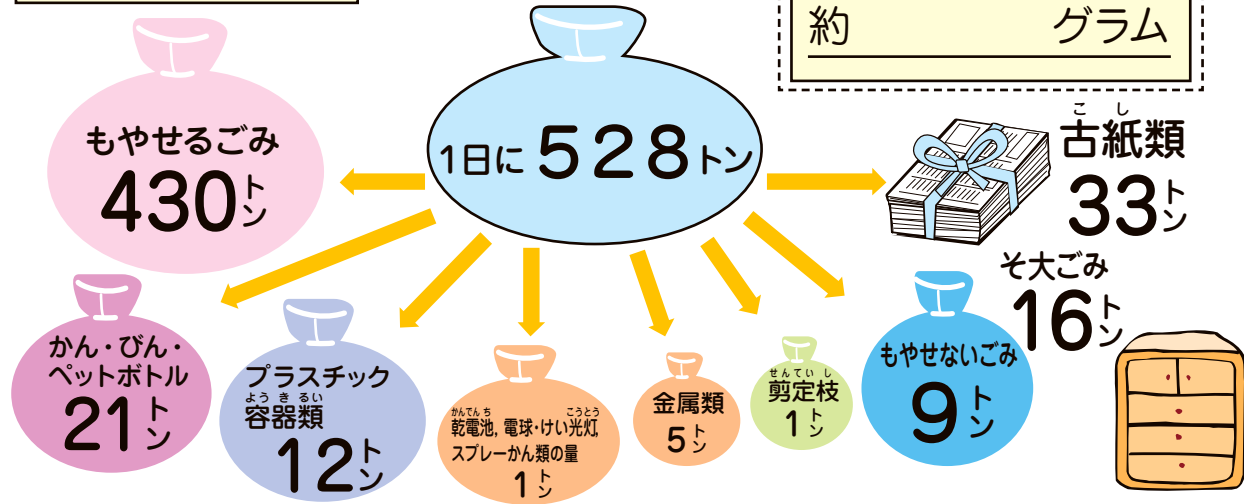 約 グラム
1日に528トン
もやせるごみ
430トン
こし
古紙類
33トン
そ大ごみ
16トン
かん・びん・
ペットボトル
21トン
プラスチック
ようきるい
容器類
12トン
かんでんち こうとう
乾電池,電球・けい光灯,
スプレーかん類の量
1トン
金属類
5トン
せんていし
剪定枝
1トン
もやせないごみ
9トン